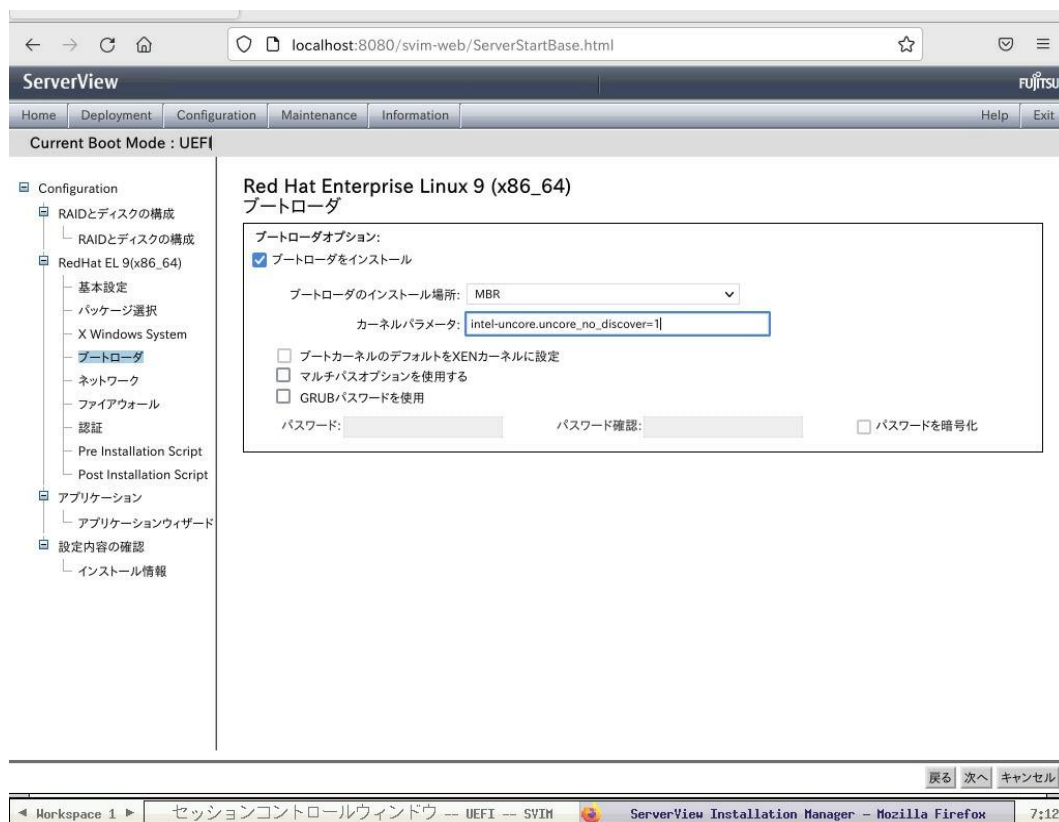 localhost:8080/svim-web/ServerStartBase.html
ServerView
FUJITSU
Home Deployment Configuration Maintenance Information Help Exit
Current Boot Mode : UEFI
Configuration
RAIDとディスクの構成
RAIDとディスクの構成
RedHat EL 9(x86_64)
基本設定
パッケージ選択
X Windows System
ブートローダ
ネットワーク
ファイアウォール
認証
Pre Installation Script
Post Installation Script
アプリケーション
アプリケーションウィザード
設定内容の確認
インストール情報
Red Hat Enterprise Linux 9 (x86_64)
ブートローダ
ブートローダオプション:
ブートローダをインストール
ブートローダのインストール場所: MBR
カーネルパラメータ: intel-uncore.uncore_no_discover=1
ブートカーネルのデフォルトをXENカーネルに設定
マルチパスオプションを使用する
GRUBパスワードを使用
パスワード: パスワード確認: パスワードを暗号化
戻る 次へ キャンセル
Workspace 1 セッションコントロールウィンドウ -- UEFI -- SVIM ServerView Installation Manager - Mozilla Firefox 7:12